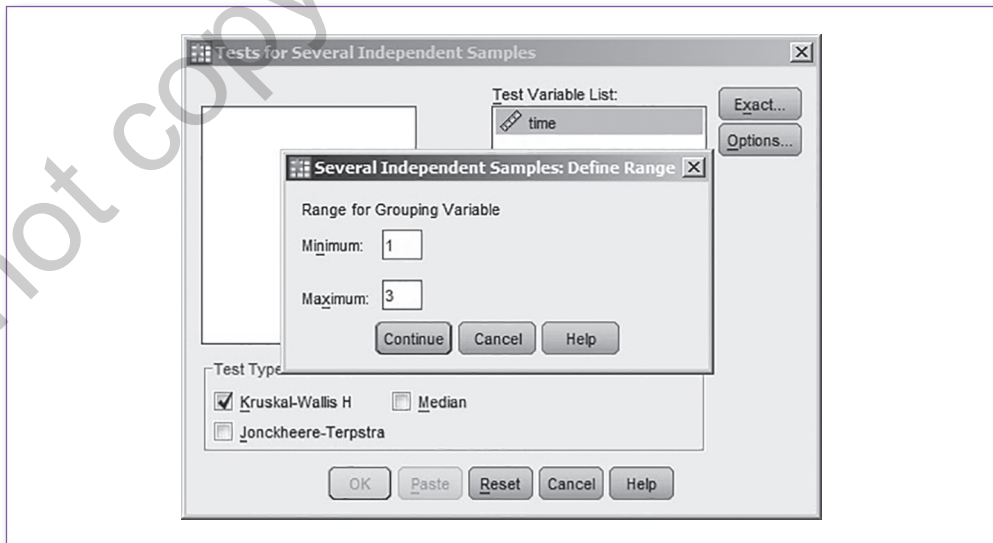 not copy
Tests for Several Independent Samples
Test Variable List:
time
Exact...
Options...
Several Independent Samples: Define Range
Range for Grouping Variable
Minimum: 1
Maximum: 3
Continue Cancel Help
Test Type
Kruskal-Wallis H Median
Jonckheere-Terpstra
OK Paste Reset Cancel Help